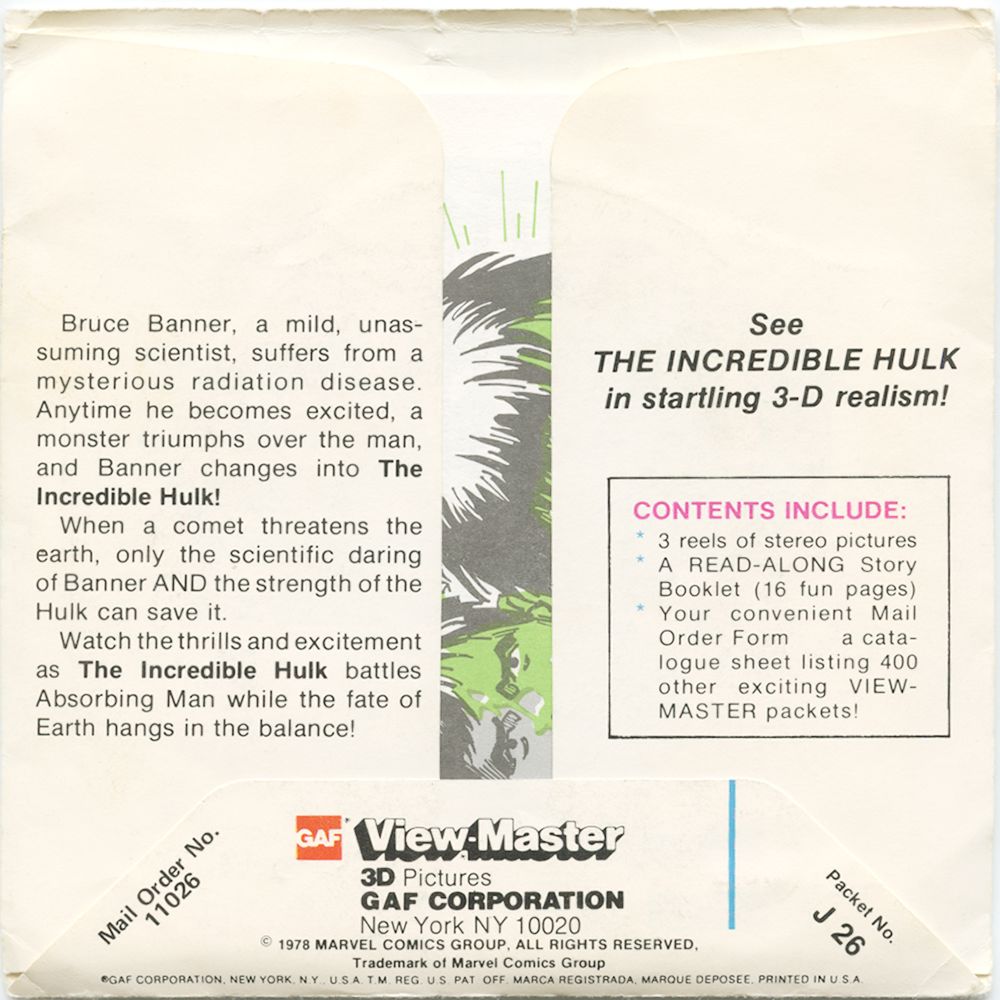 Bruce Banner, a mild, unas-
suming scientist, suffers from a
mysterious radiation disease.
Anytime he becomes excited, a
monster triumphs over the man,
and Banner changes into The
Incredible Hulk!
When a comet threatens the
earth, only the scientific daring
of Banner AND the strength of the
Hulk can save it.
Watch the thrills and excitement
as The Incredible Hulk battles
Absorbing Man while the fate of
Earth hangs in the balance!
See
THE INCREDIBLE HULK
in startling 3-D realism!
CONTENTS INCLUDE:
* 3 reels of stereo pictures
* A READ-ALONG Story
Booklet (16 fun pages)
* Your convenient Mail
Order Form a cata-
logue sheet listing 400
other exciting VIEW-
MASTER packets!
Mail Order No.
11026
GAF View-Master
3D Pictures
GAF CORPORATION
New York NY 10020
© 1978 MARVEL COMICS GROUP, ALL RIGHTS RESERVED,
Trademark of Marvel Comics Group
®GAF CORPORATION, NEW YORK, N.Y., U.S.A. T.M. REG. U.S. PAT. OFF. MARCA REGISTRADA, MARQUE DEPOSEE, PRINTED IN U.S.A.
Packet No.
J 26